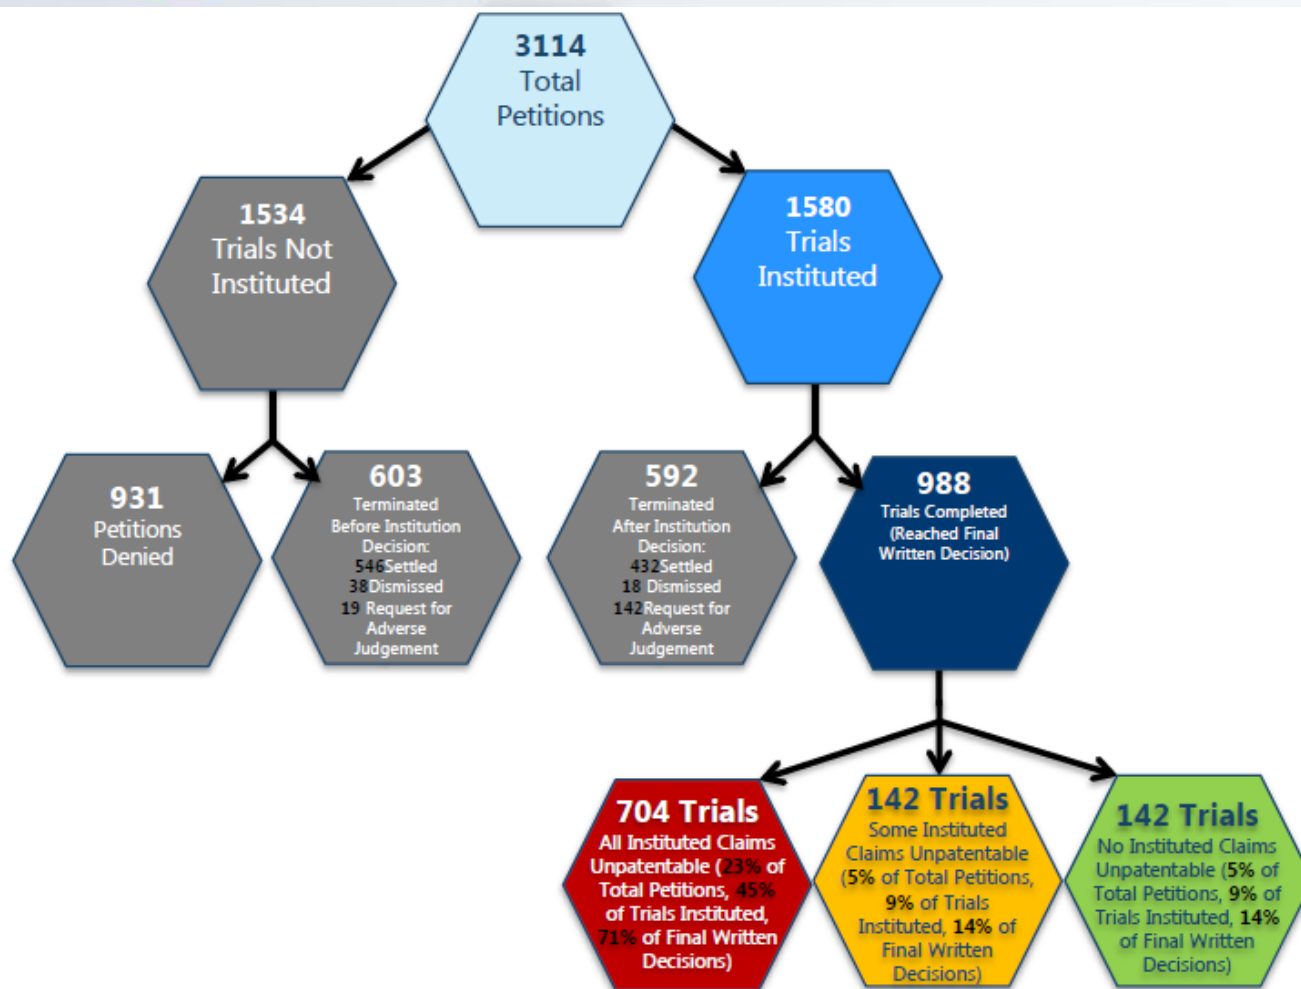 3114
Total
Petitions
1534
Trials Not
Instituted
1580
Trials
Instituted
931
Petitions
Denied
603
Terminated
Before Institution
Decision:
546Settled
38Dismissed
19 Request for
Adverse
Judgement
592
Terminated
After Institution
Decision:
432Settled
18 Dismissed
142Request for
Adverse
Judgement
988
Trials Completed
(Reached Final
Written Decision)
704 Trials
All Instituted Claims
Unpatentable (23% of
Total Petitions, 45%
of Trials Instituted,
71% of Final Written
Decisions)
142 Trials
Some Instituted
Claims Unpatentable
(5% of Total Petitions,
9% of Trials
Instituted, 14% of
Final Written
Decisions)
142 Trials
No Instituted Claims
Unpatentable (5% of
Total Petitions, 9% of
Trials Instituted, 14%
of Final Written
Decisions)